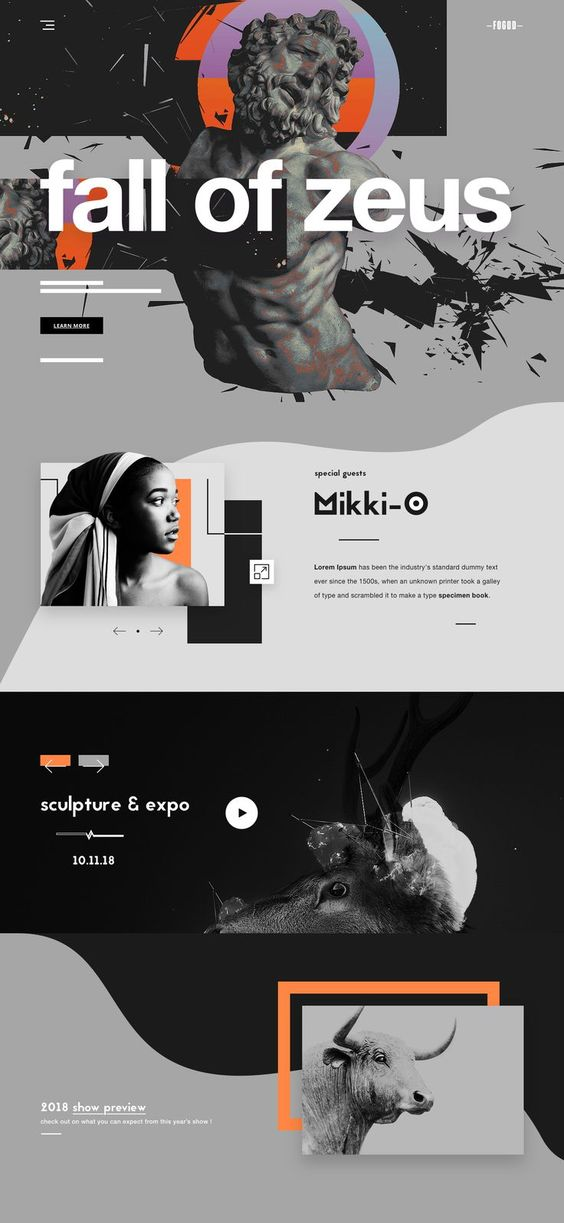 —FOGDD—
fall of zeus
LEARN MORE
special guests
Mikki-O
Lorem Ipsum has been the industry's standard dummy text
ever since the 1500s, when an unknown printer took a galley
of type and scrambled it to make a type specimen book.
sculpture & expo
10.11.18
2018 show preview
check out on what you can expect from this year's show !